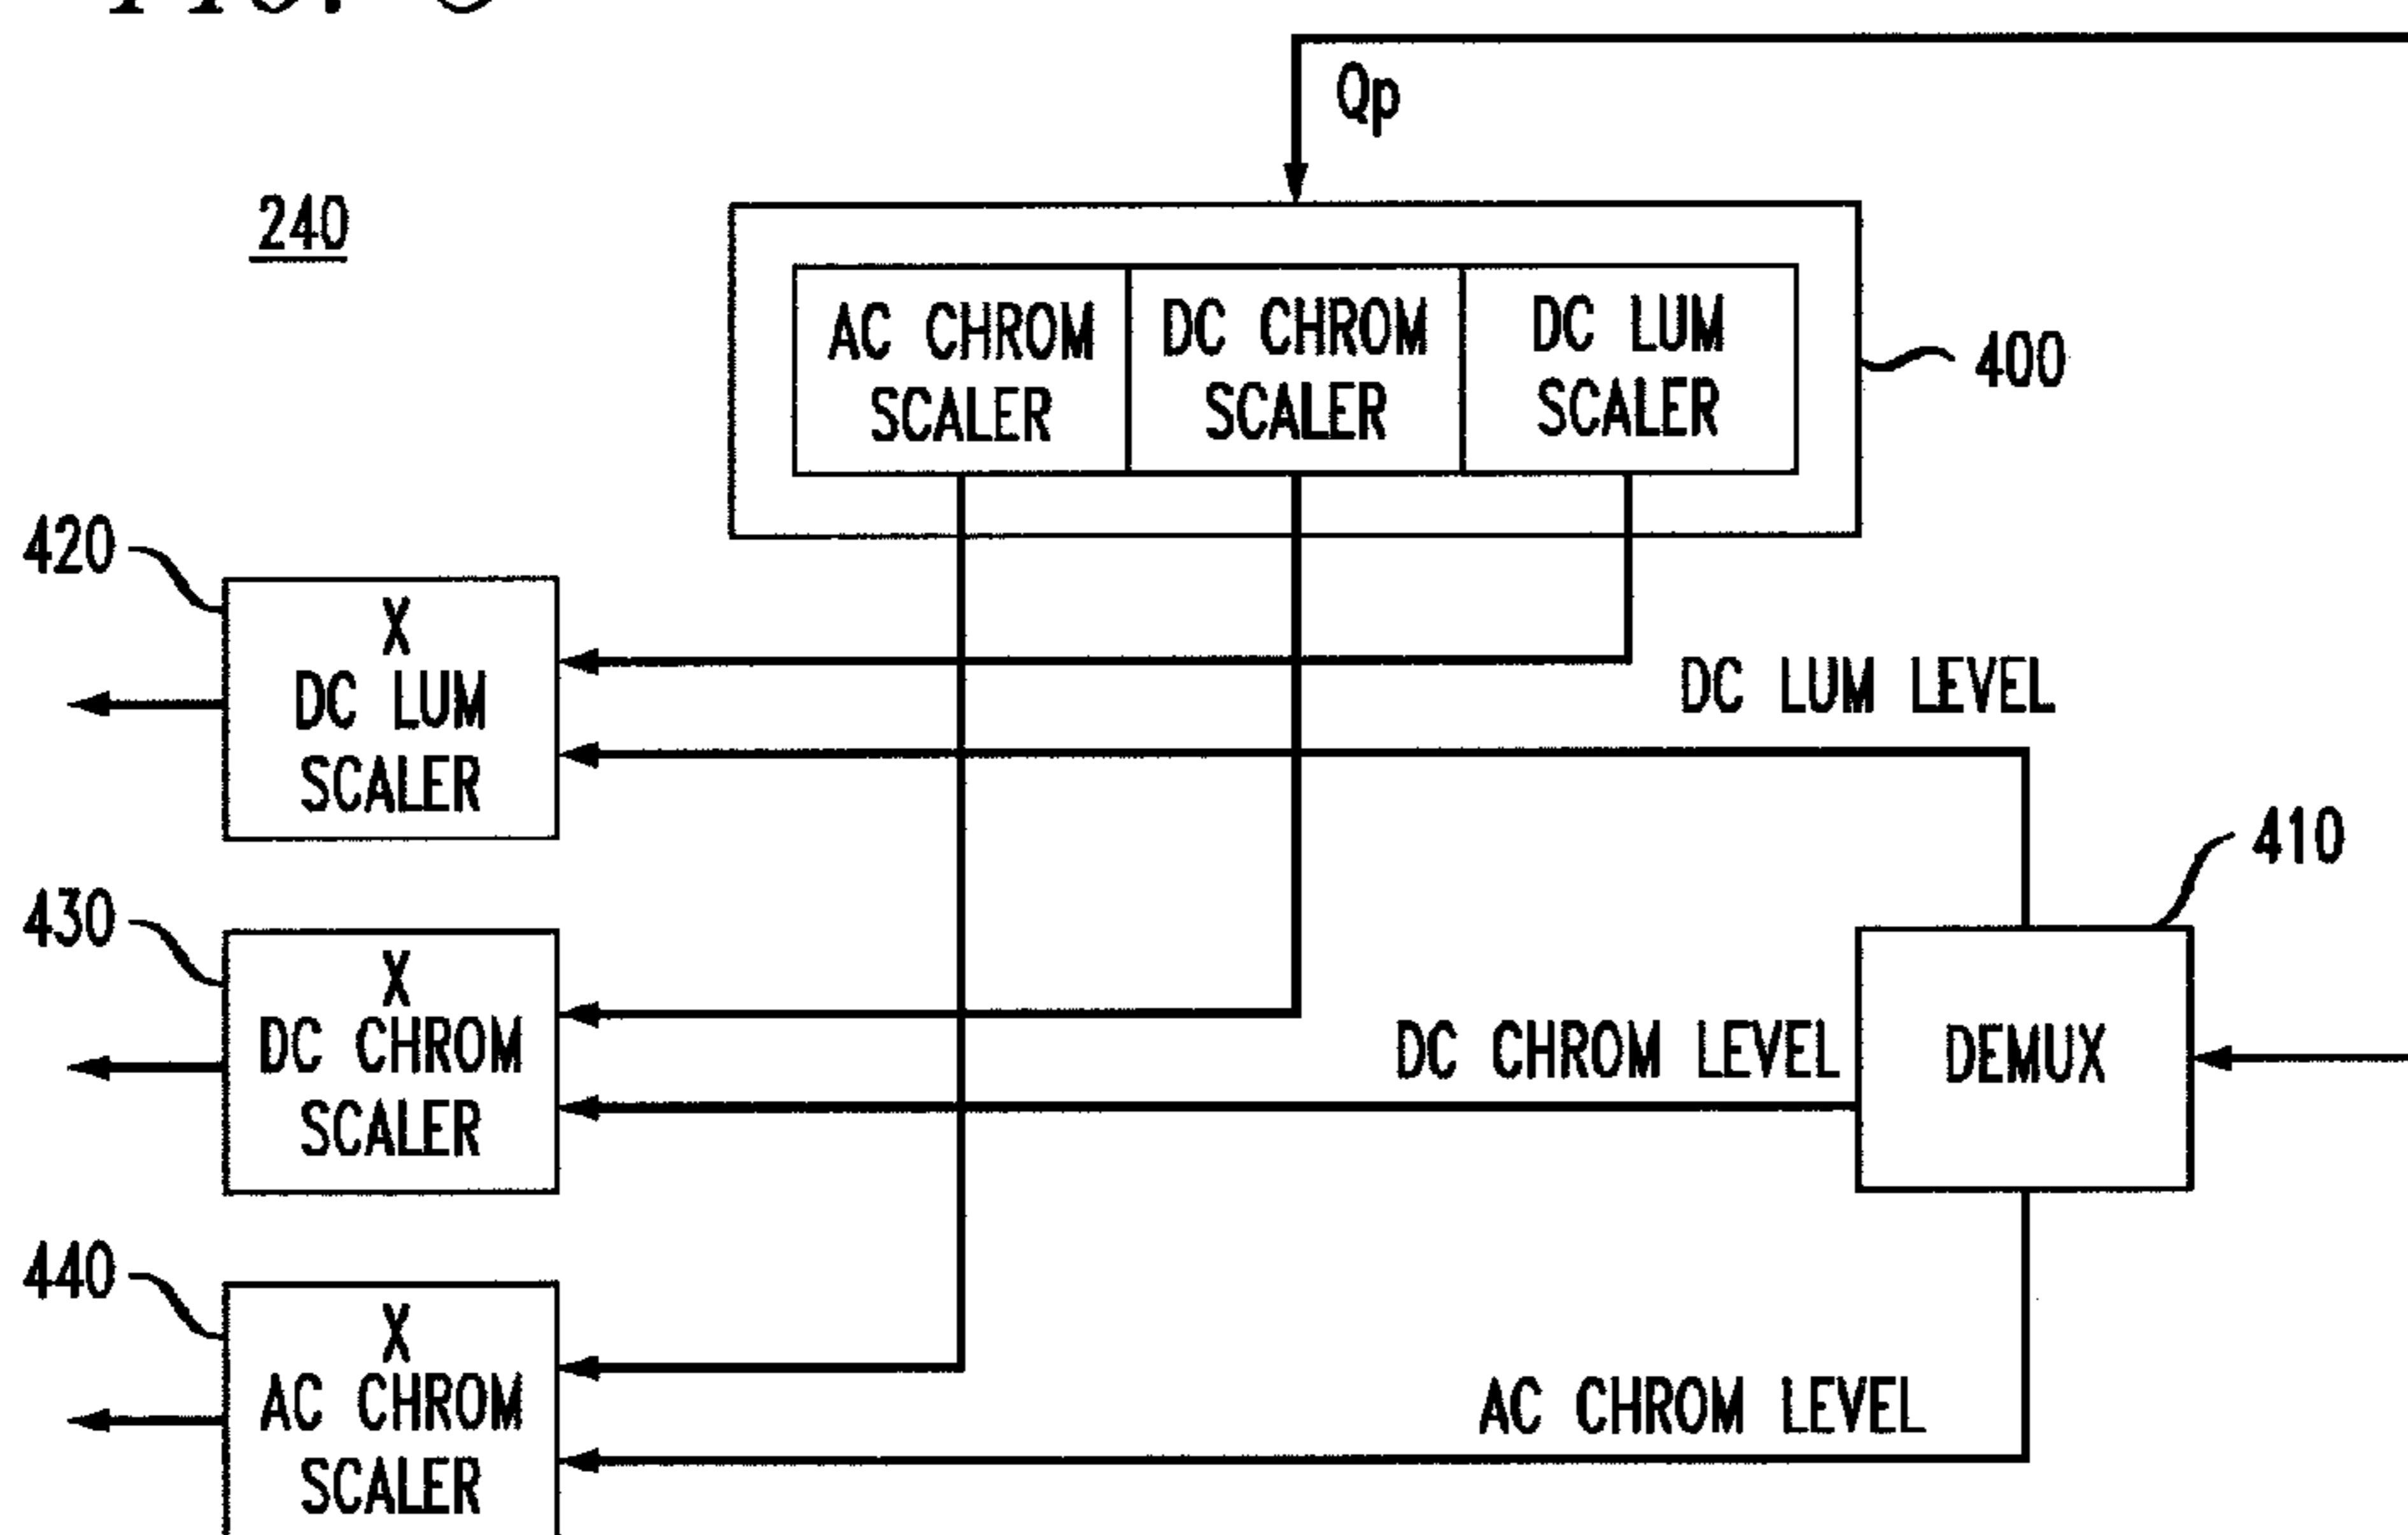 Qp
240
AC CHROM
SCALER
DC CHROM
SCALER
DC LUM
SCALER
400
420
X
DC LUM
SCALER
DC LUM LEVEL
410
430
X
DC CHROM
SCALER
DC CHROM LEVEL
DEMUX
440
X
AC CHROM
SCALER
AC CHROM LEVEL